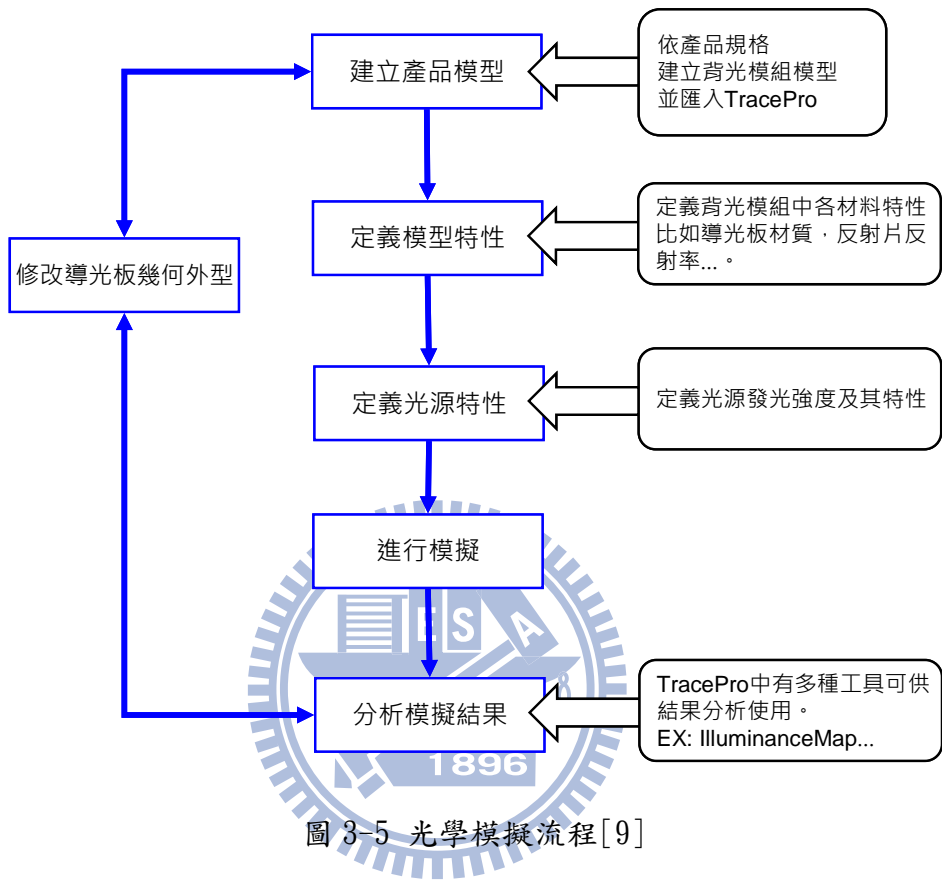 建立產品模型
依產品規格
建立背光模組模型
並匯入TracePro
定義模型特性
定義背光模組中各材料特性
比如導光板材質，反射片反
射率...。
修改導光板幾何外型
定義光源特性
定義光源發光強度及其特性
進行模擬
E S
A
分析模擬結果
TracePro中有多種工具可供
結果分析使用。
EX: IlluminanceMap...
8
1896
圖 3-5 光學模擬流程[9]